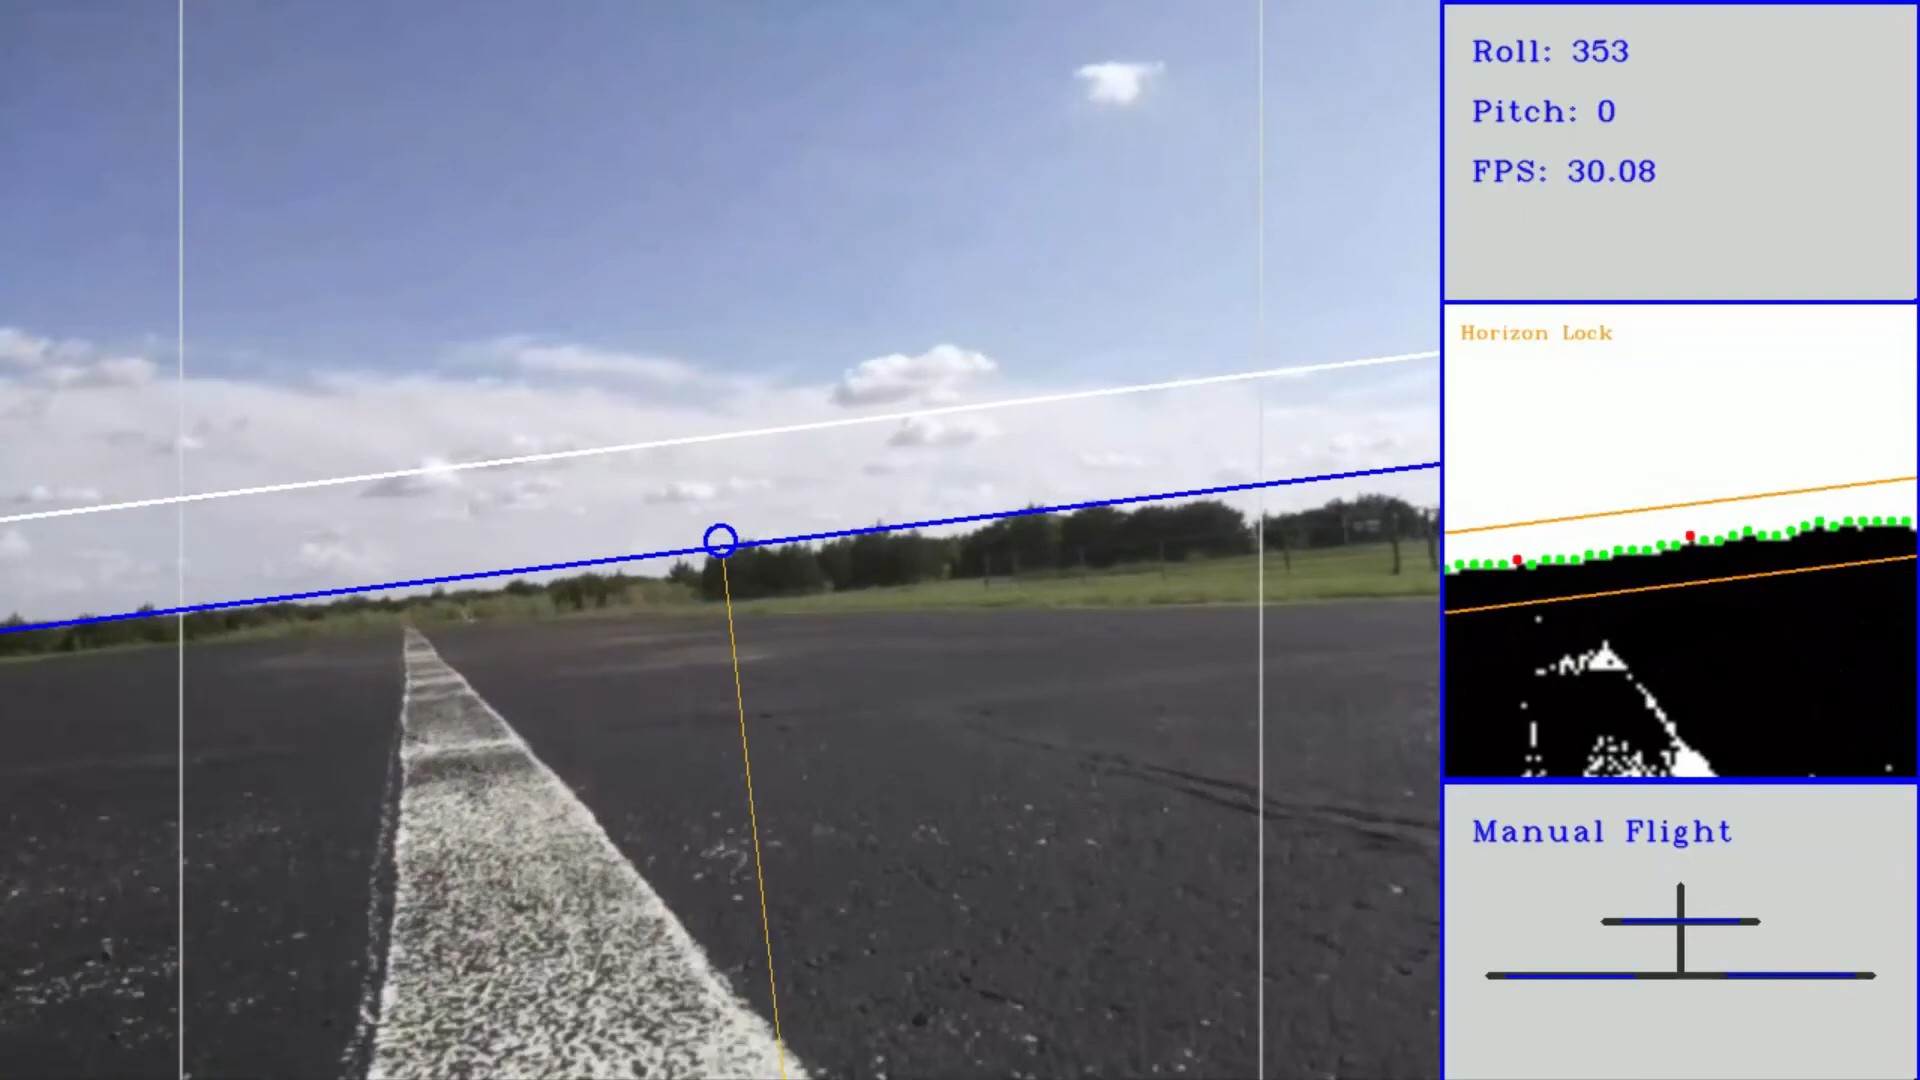 Roll: 353
Pitch: 0
FPS: 30.08
Horizon Lock
Manual Flight